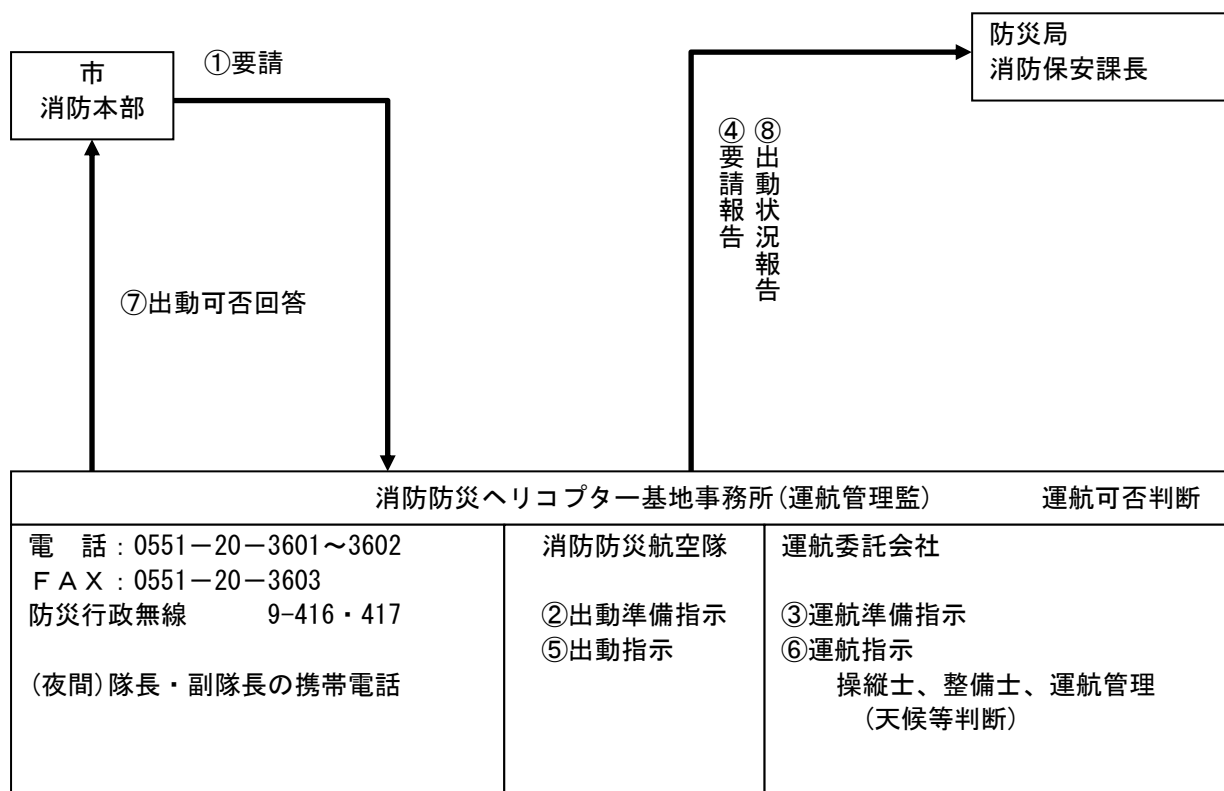 市
消防本部
①要請
防災局
消防保安課長
④要請報告
⑧出動状況報告
⑦出動可否回答
消防防災ヘリコプター基地事務所(運航管理監)　運航可否判断
電　話：0551－20－3601～3602
ＦＡＸ：0551－20－3603
防災行政無線　　9-416・417
(夜間)隊長・副隊長の携帯電話
消防防災航空隊
②出動準備指示
⑤出動指示
運航委託会社
③運航準備指示
⑥運航指示
操縦士、整備士、運航管理
（天候等判断）